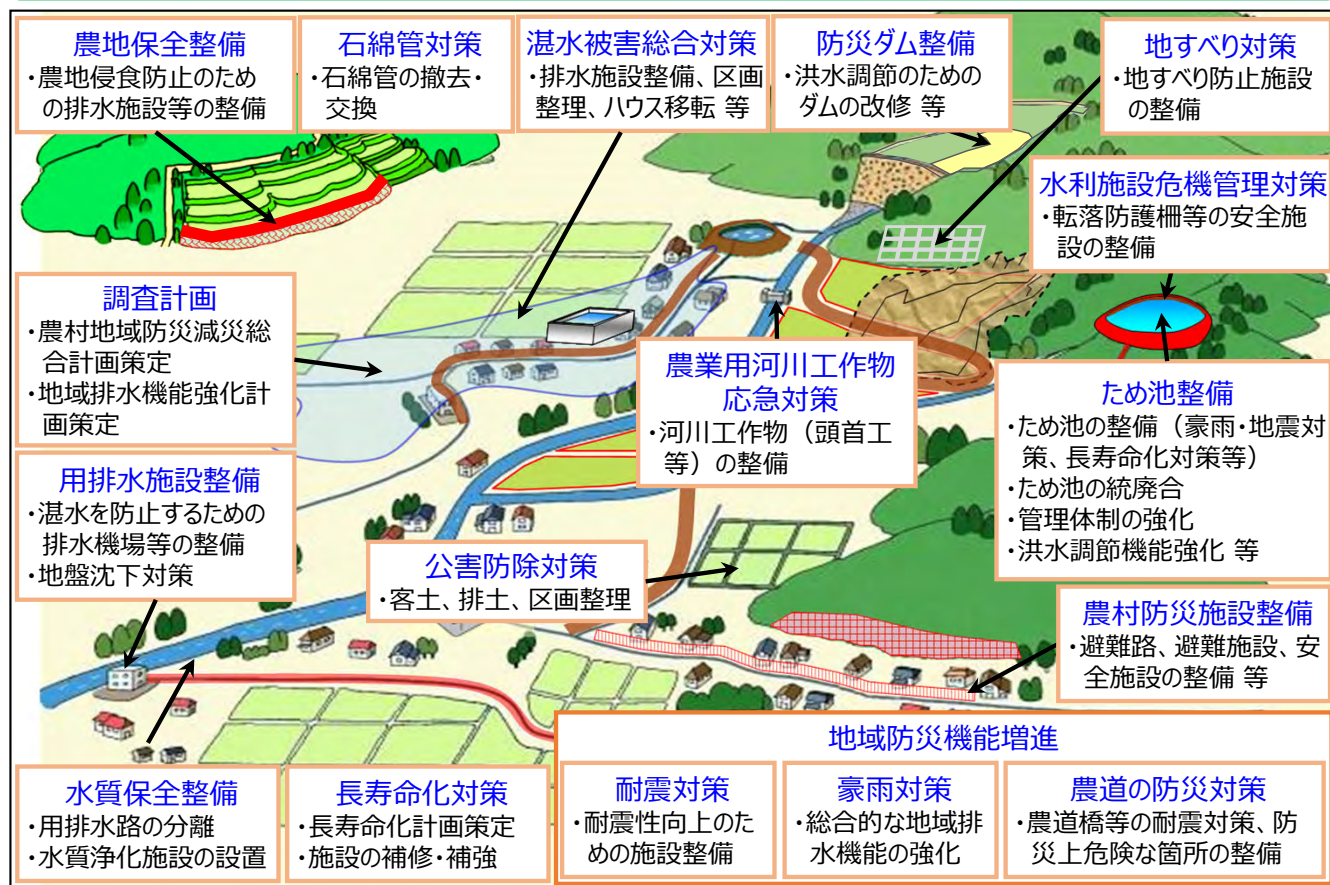 農地保全整備
・農地侵食防止のため
の排水施設等の整備
石綿管対策
・石綿管の撤去・
交換
湛水被害総合対策
・排水施設整備、区画
整理、ハウス移転 等
防災ダム整備
・洪水調節のための
ダムの改修 等
地すべり対策
・地すべり防止施設
の整備
水利施設危機管理対策
・転落防護柵等の安全施
設の整備
調査計画
・農村地域防災減災総
合計画策定
・地域排水機能強化計
画策定
農業用河川工作物
応急対策
・河川工作物（頭首工
等）の整備
ため池整備
・ため池の整備（豪雨・地震対
策、長寿命化対策等）
・ため池の統廃合
・管理体制の強化
・洪水調節機能強化 等
用排水施設整備
・湛水を防止するための
排水機場等の整備
・地盤沈下対策
公害防除対策
・客土、排土、区画整理
農村防災施設整備
・避難路、避難施設、安
全施設の整備 等
水質保全整備
・用排水路の分離
・水質浄化施設の設置
長寿命化対策
・長寿命化計画策定
・施設の補修・補強
地域防災機能増進
耐震対策
・耐震性向上のた
めの施設整備
豪雨対策
・総合的な地域排
水機能の強化
農道の防災対策
・農道橋等の耐震対策、防
災上危険な箇所の整備